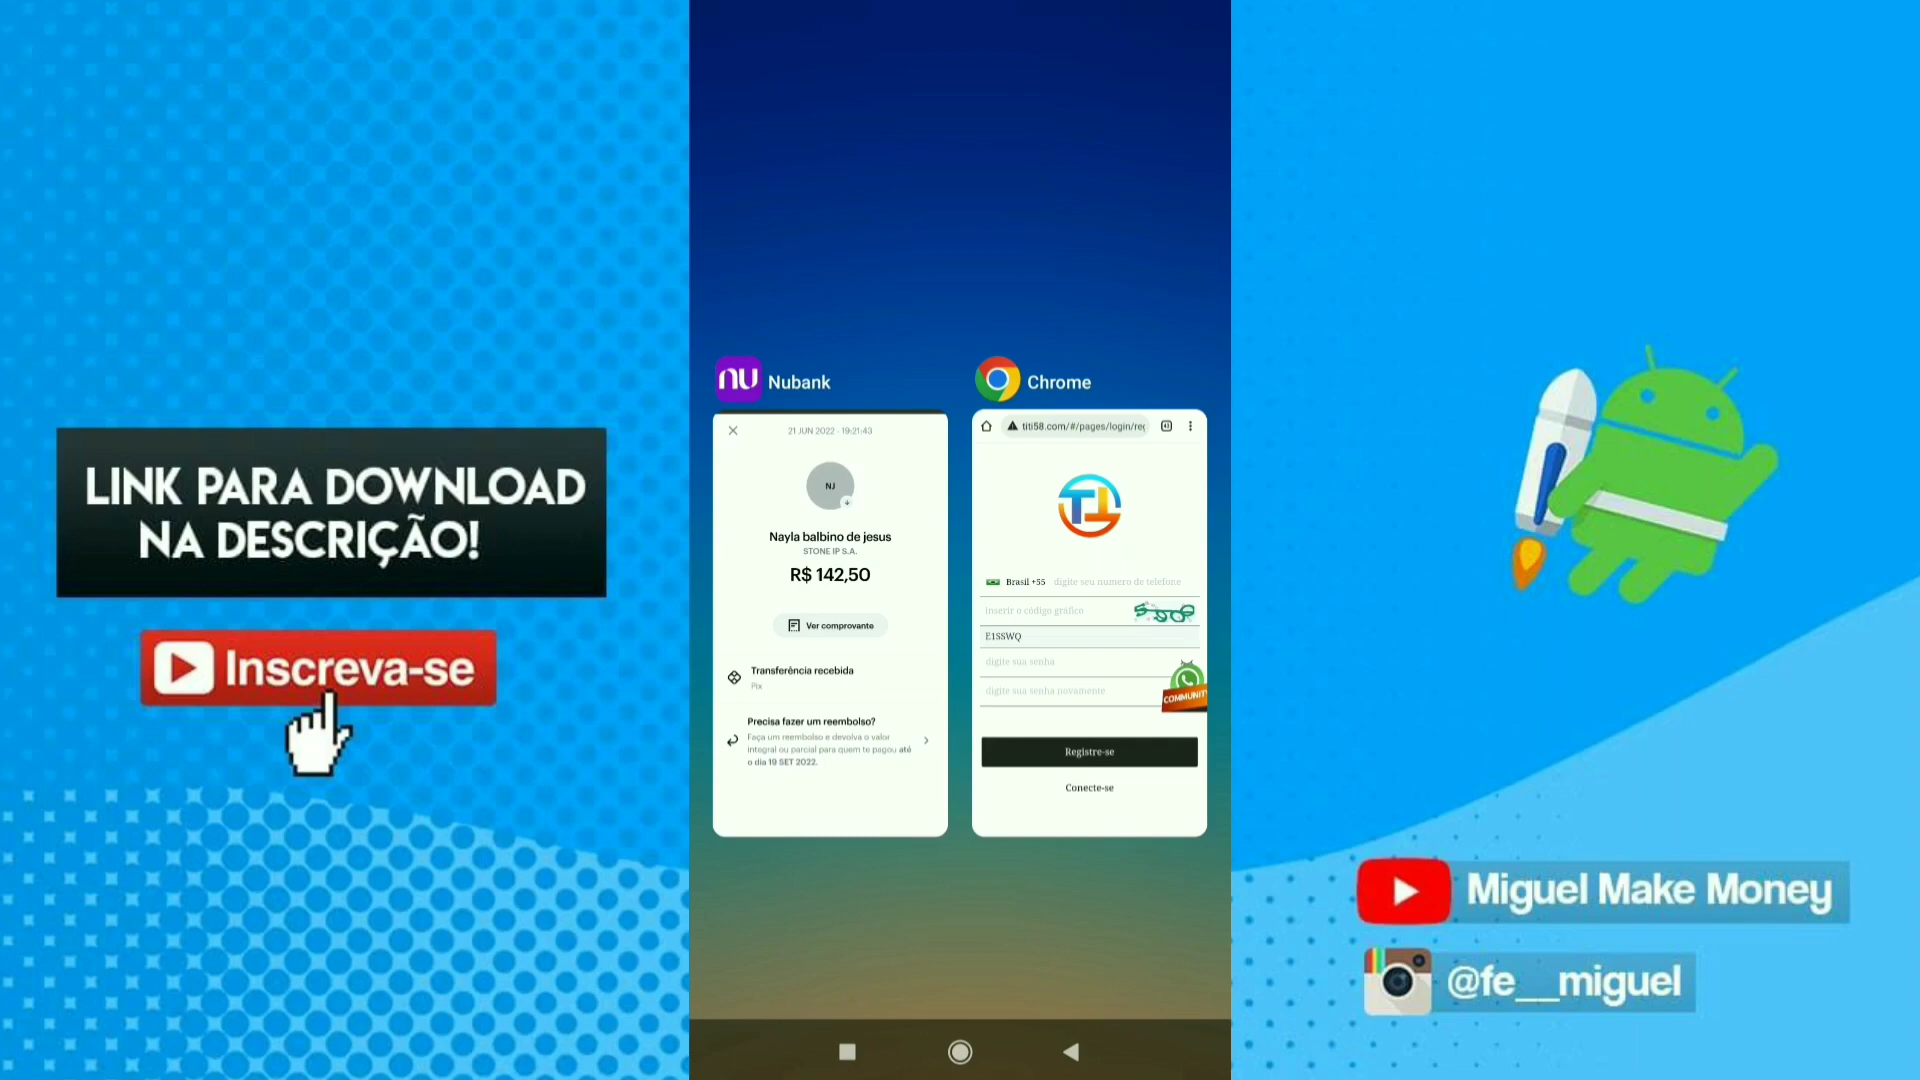 LINK PARA DOWNLOAD
NA DESCRIÇÃO!
Inscreva-se
nu Nubank
21 JUN 2022 - 19:21:43
NJ
Nayla balbino de jesus
STONE IP S.A.
R$ 142,50
Ver comprovante
Transferência recebida
Pix
Precisa fazer um reembolso?
Faça um reembolso e devolva o valor
integral ou parcial para quem te pagou até
o dia 19 SET 2022.
Chrome
titi58.com/#/pages/login/reg
Brasil +55 digite seu numero de telefone
inserir o código gráfico
E1SSWQ
digite sua senha
digite sua senha novamente
COMMUNITY
Registre-se
Conecte-se
Miguel Make Money
@fe__miguel